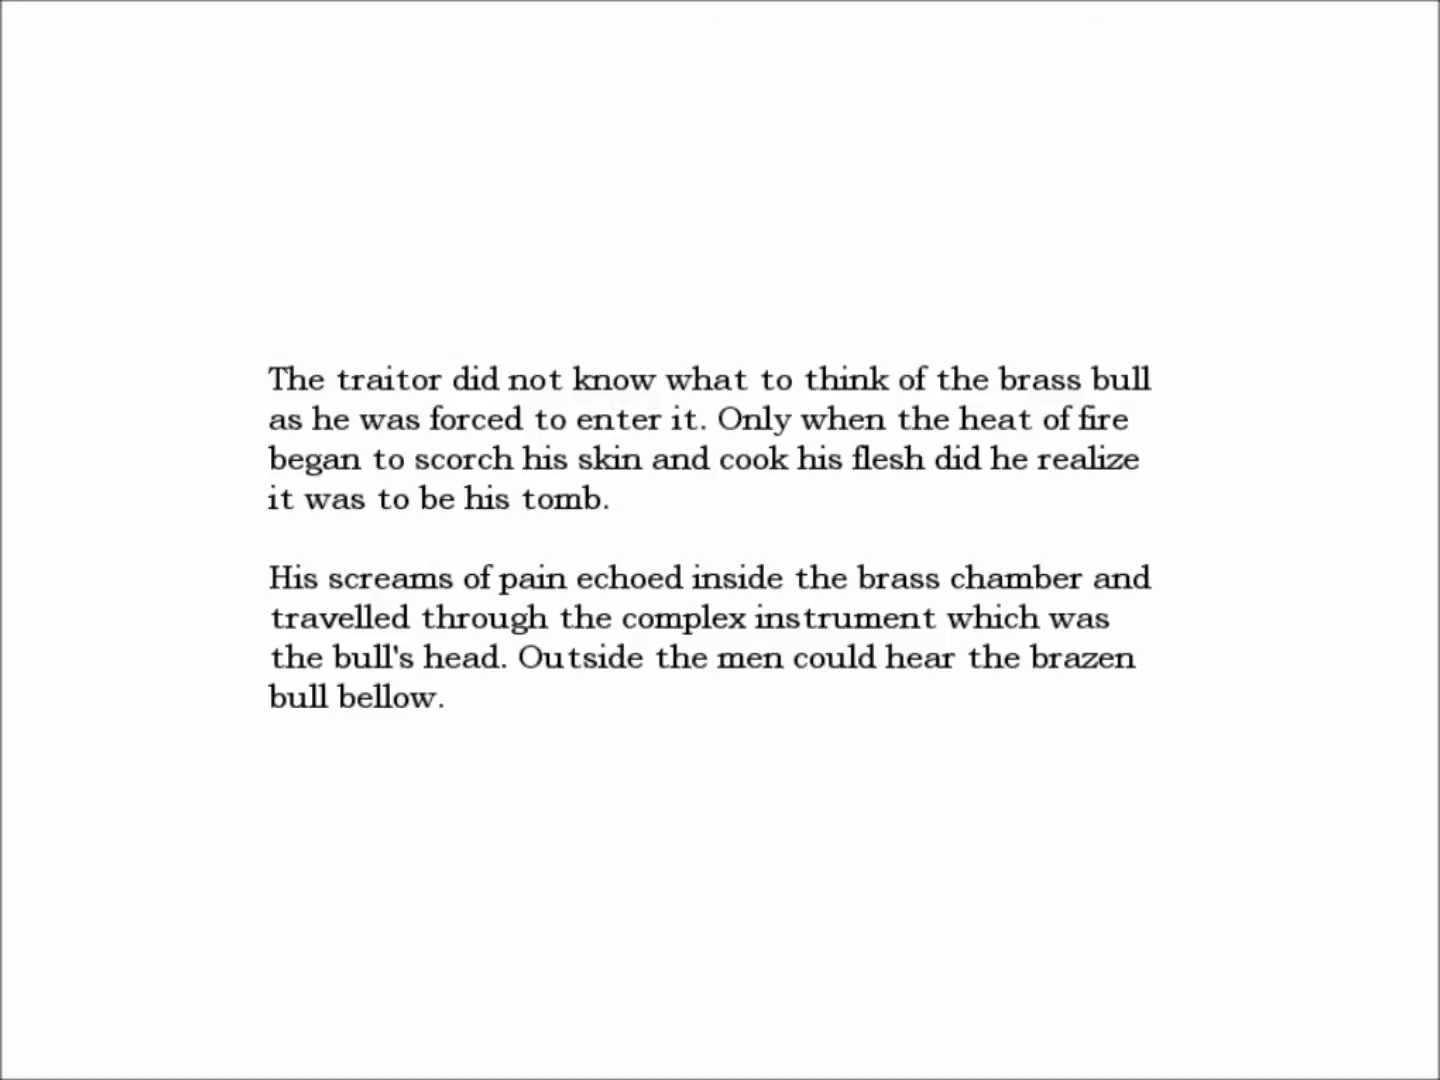 The traitor did not know what to think of the brass bull
as he was forced to enter it. Only when the heat of fire
began to scorch his skin and cook his flesh did he realize
it was to be his tomb.
His screams of pain echoed inside the brass chamber and
travelled through the complex instrument which was
the bull's head. Outside the men could hear the brazen
bull bellow.